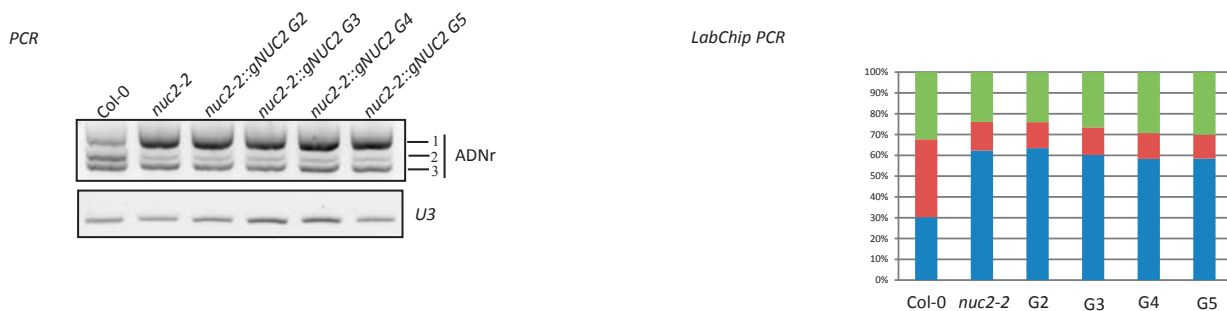 PCR
Col-0
nuc2-2
nuc2-2::gNUC2 G2
nuc2-2::gNUC2 G3
nuc2-2::gNUC2 G4
nuc2-2::gNUC2 G5
1
2
3
ADNr
U3
LabChip PCR
100%
90%
80%
70%
60%
50%
40%
30%
20%
10%
0%
Col-0 nuc2-2 G2 G3 G4 G5